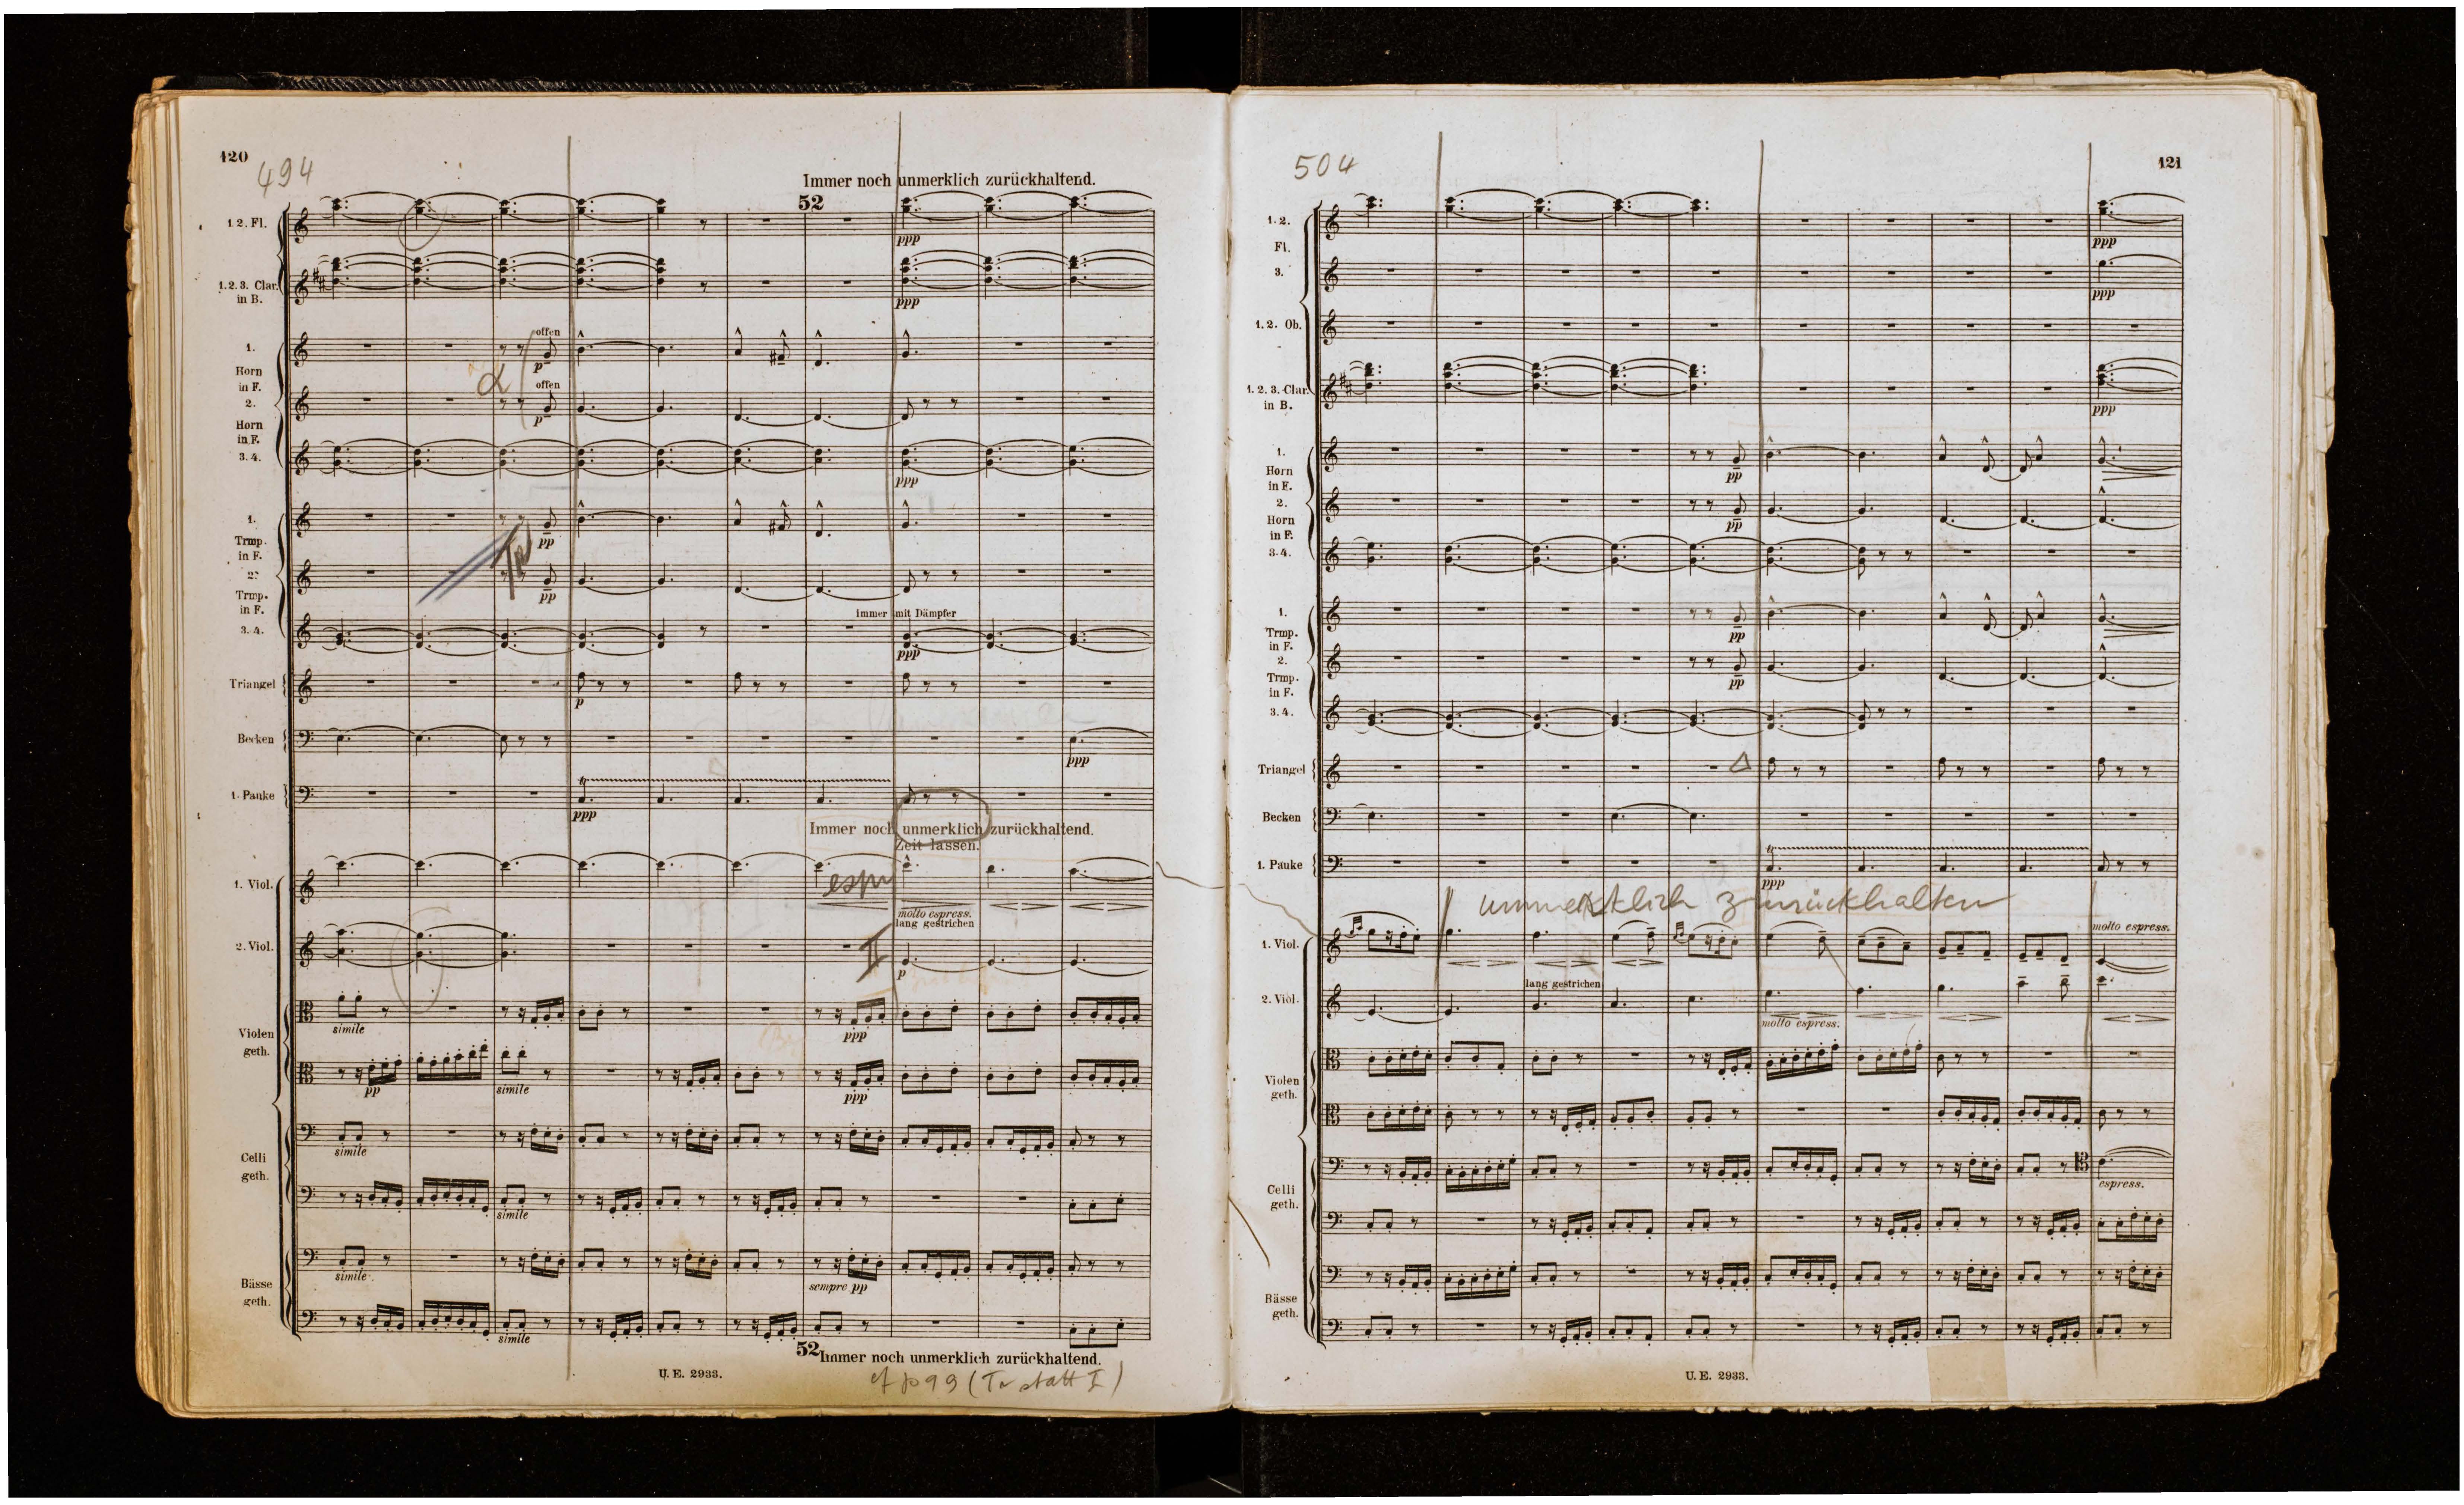 120
494
Immer noch unmerklich zurückhaltend.
52
1. 2. Fl.
ppp
1. 2. 3. Clar.
in B.
ppp
offen
1.
p
Horn
in F.
α
offen
2.
p
Horn
in F.
3. 4.
ppp
1.
pp
Trmp.
in F.
Tr
2.
pp
Trmp.
in F.
immer mit Dämpfer
3. 4.
ppp
Triangel
p
Becken
ppp
1. Pauke
tr
ppp
Immer noch unmerklich zurückhaltend.
Zeit lassen.
1. Viol.
espr
molto espress.
lang gestrichen
2. Viol.
II
p
simile
ppp
Violen
geth.
pp
simile
ppp
simile
Celli
geth.
simile
simile
sempre pp
Bässe
geth.
simile
52 Immer noch unmerklich zurückhaltend.
U. E. 2933.
cf p 99 (Tr statt I)
504
121
1. 2.
Fl.
ppp
3.
ppp
1. 2. Ob.
1. 2. 3. Clar.
in B.
ppp
1.
pp
Horn
in F.
2.
pp
Horn
in F.
3. 4.
1.
pp
Trmp.
in F.
2.
pp
Trmp.
in F.
3. 4.
Triangel
Becken
1. Pauke
tr
ppp
unmerklich zurückhalten
molto espress.
1. Viol.
lang gestrichen
2. Viol.
molto espress.
Violen
geth.
espress.
Celli
geth.
Bässe
geth.
U. E. 2933.